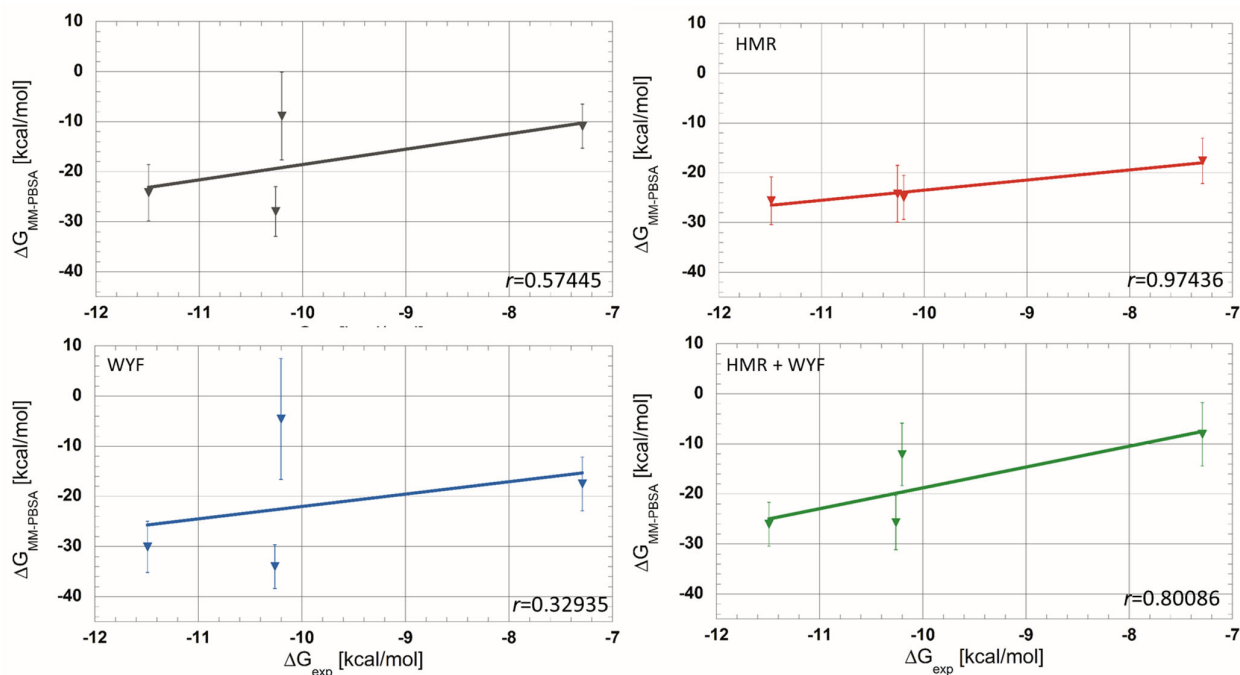 10
0
-10
-20
-30
-40
ΔG_MM-PBSA [kcal/mol]
r=0.57445
-12 -11 -10 -9 -8 -7
HMR
10
0
-10
-20
-30
-40
ΔG_MM-PBSA [kcal/mol]
r=0.97436
-12 -11 -10 -9 -8 -7
WYF
10
0
-10
-20
-30
-40
ΔG_MM-PBSA [kcal/mol]
r=0.32935
-12 -11 -10 -9 -8 -7
ΔG_exp [kcal/mol]
HMR + WYF
10
0
-10
-20
-30
-40
ΔG_MM-PBSA [kcal/mol]
r=0.80086
-12 -11 -10 -9 -8 -7
ΔG_exp [kcal/mol]